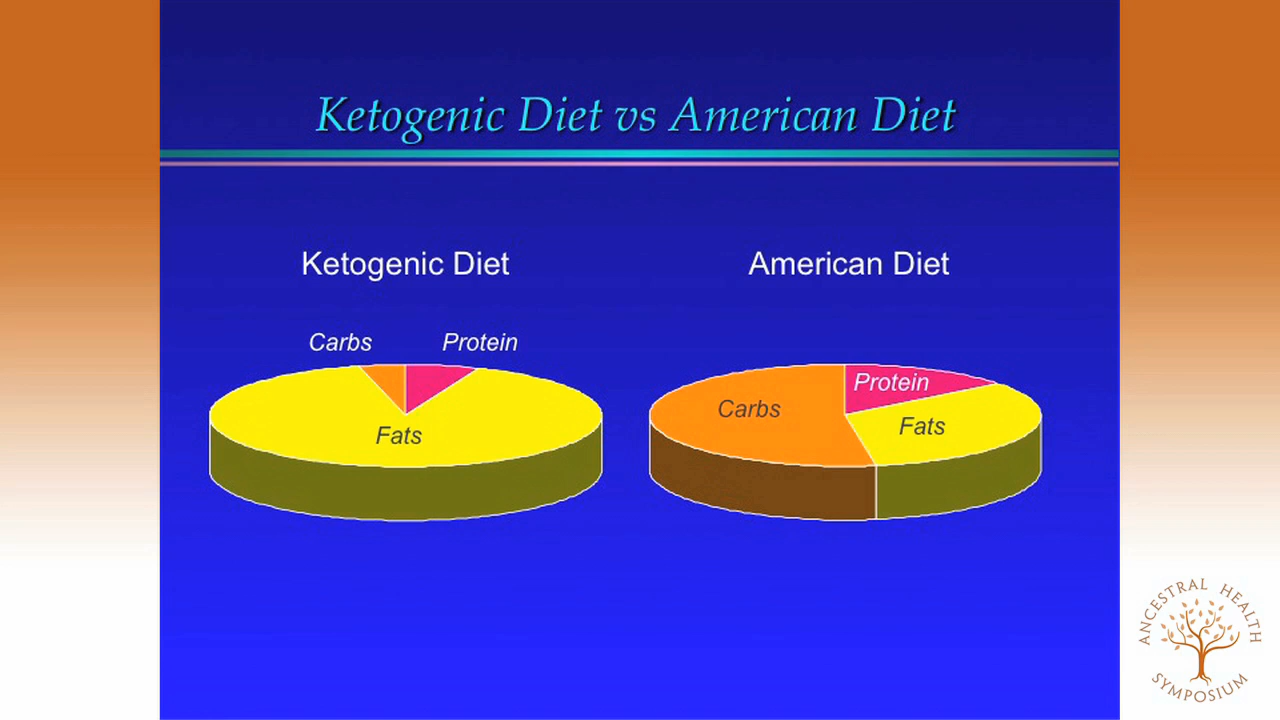 Ketogenic Diet vs American Diet
Ketogenic Diet
American Diet
Carbs
Protein
Fats
Protein
Carbs
Fats
ANCESTRAL HEALTH
SYMPOSIUM